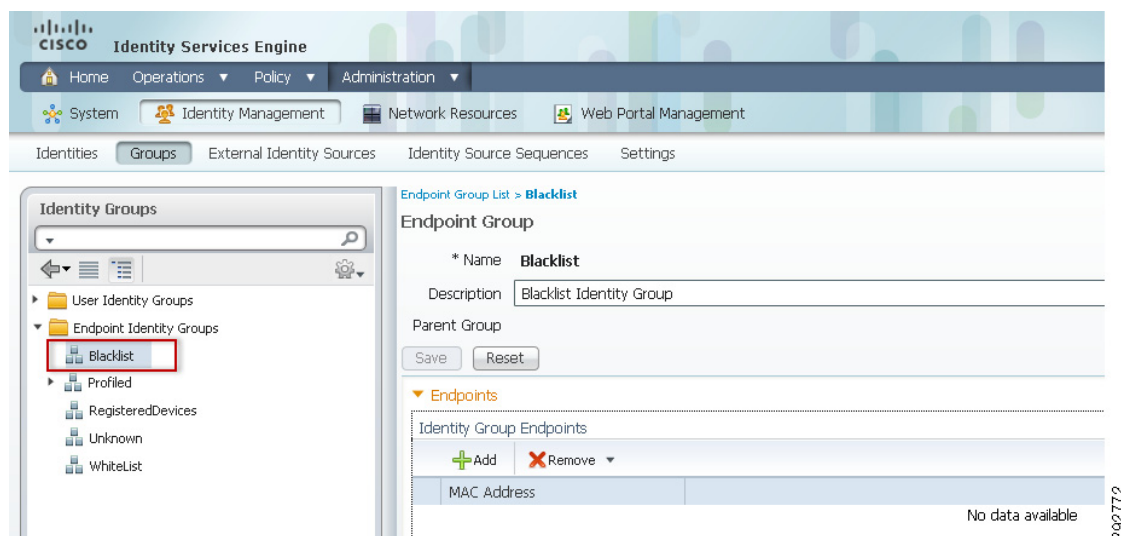 CISCO Identity Services Engine
Home Operations Policy Administration
System Identity Management Network Resources Web Portal Management
Identities Groups External Identity Sources Identity Source Sequences Settings
Identity Groups
User Identity Groups
Endpoint Identity Groups
Blacklist
Profiled
RegisteredDevices
Unknown
WhiteList
Endpoint Group List > Blacklist
Endpoint Group
* Name Blacklist
Description Blacklist Identity Group
Parent Group
Save Reset
Endpoints
Identity Group Endpoints
Add Remove
MAC Address
No data available
292772